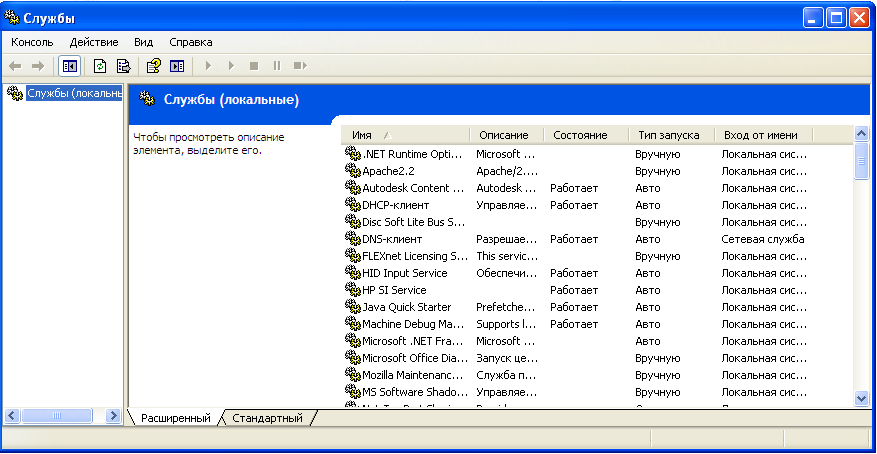 Службы
Консоль Действие Вид Справка
Службы (локальны
Службы (локальные)
Чтобы просмотреть описание
элемента, выделите его.
Имя Описание Состояние Тип запуска Вход от имени
.NET Runtime Opti... Microsoft ... Вручную Локальная сис...
Apache2.2 Apache/2.... Вручную Локальная сис...
Autodesk Content ... Autodesk ... Работает Авто Локальная сис...
DHCP-клиент Управляе... Работает Авто Локальная сис...
Disc Soft Lite Bus S... Вручную Локальная сис...
DNS-клиент Разрешае... Работает Авто Сетевая служба
FLEXnet Licensing S... This servic... Вручную Локальная сис...
HID Input Service Обеспечи... Работает Авто Локальная сис...
HP SI Service Работает Авто Локальная сис...
Java Quick Starter Prefetche... Работает Авто Локальная сис...
Machine Debug Ma... Supports l... Работает Авто Локальная сис...
Microsoft .NET Fra... Microsoft ... Авто Локальная сис...
Microsoft Office Dia... Запуск це... Вручную Локальная сис...
Mozilla Maintenanc... Служба п... Вручную Локальная сис...
MS Software Shado... Управляе... Вручную Локальная сис...
Расширенный Стандартный